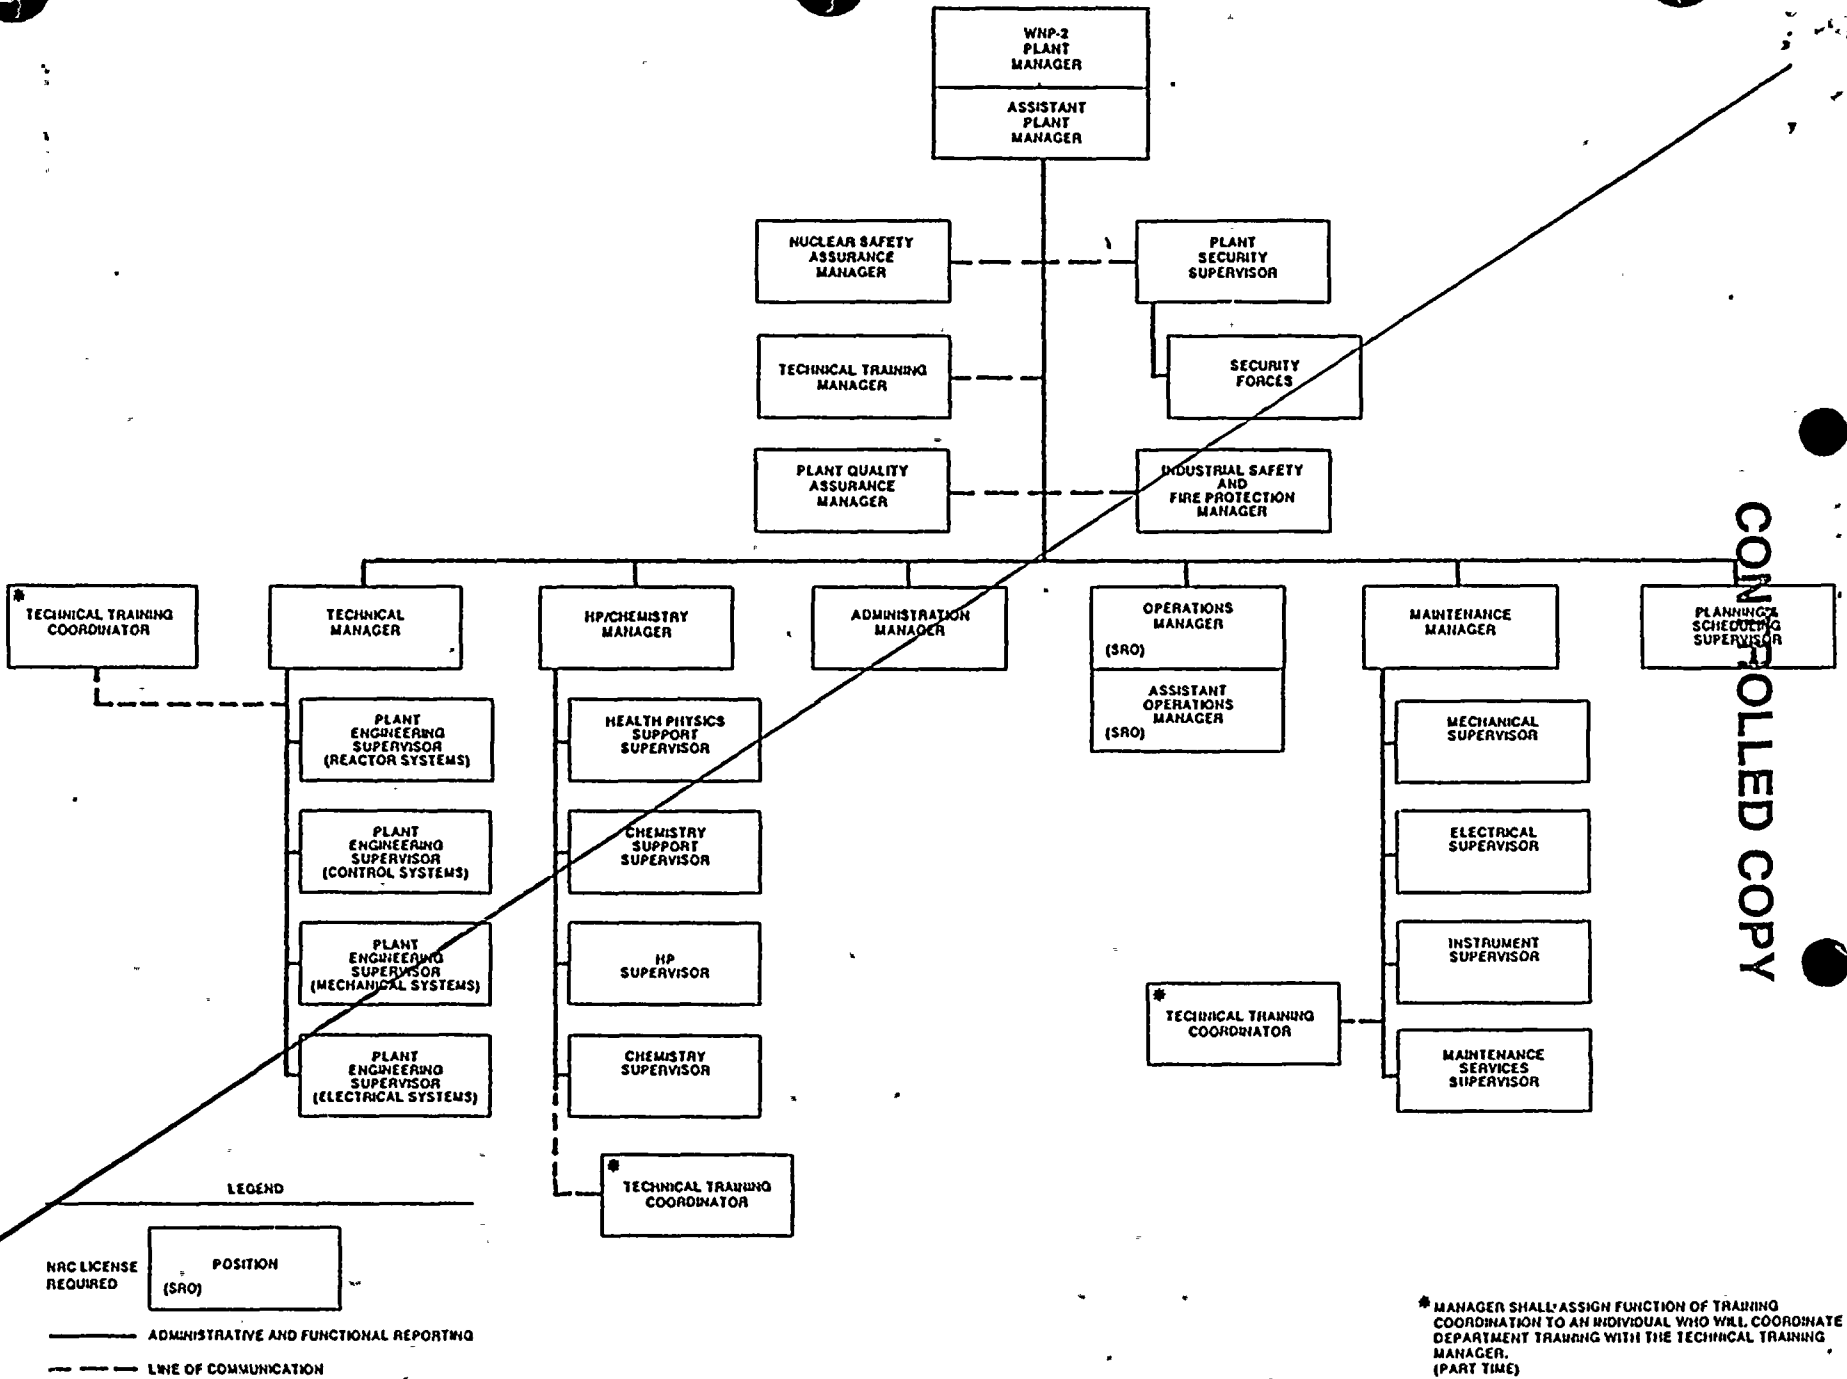 WNP-2
PLANT
MANAGER
ASSISTANT
PLANT
MANAGER
NUCLEAR SAFETY
ASSURANCE
MANAGER
PLANT
SECURITY
SUPERVISOR
TECHNICAL TRAINING
MANAGER
SECURITY
FORCES
PLANT QUALITY
ASSURANCE
MANAGER
INDUSTRIAL SAFETY
AND
FIRE PROTECTION
MANAGER
* TECHNICAL TRAINING
COORDINATOR
TECHNICAL
MANAGER
HP/CHEMISTRY
MANAGER
ADMINISTRATION
MANAGER
OPERATIONS
MANAGER
(SRO)
ASSISTANT
OPERATIONS
MANAGER
(SRO)
MAINTENANCE
MANAGER
PLANNING &
SCHEDULING
SUPERVISOR
PLANT
ENGINEERING
SUPERVISOR
(REACTOR SYSTEMS)
PLANT
ENGINEERING
SUPERVISOR
(CONTROL SYSTEMS)
PLANT
ENGINEERING
SUPERVISOR
(MECHANICAL SYSTEMS)
PLANT
ENGINEERING
SUPERVISOR
(ELECTRICAL SYSTEMS)
HEALTH PHYSICS
SUPPORT
SUPERVISOR
CHEMISTRY
SUPPORT
SUPERVISOR
HP
SUPERVISOR
CHEMISTRY
SUPERVISOR
* TECHNICAL TRAINING
COORDINATOR
MECHANICAL
SUPERVISOR
ELECTRICAL
SUPERVISOR
INSTRUMENT
SUPERVISOR
* TECHNICAL TRAINING
COORDINATOR
MAINTENANCE
SERVICES
SUPERVISOR
CONTROLLED COPY
LEGEND
NRC LICENSE
REQUIRED
POSITION
(SRO)
ADMINISTRATIVE AND FUNCTIONAL REPORTING
LINE OF COMMUNICATION
* MANAGER SHALL ASSIGN FUNCTION OF TRAINING
COORDINATION TO AN INDIVIDUAL WHO WILL COORDINATE
DEPARTMENT TRAINING WITH THE TECHNICAL TRAINING
MANAGER.
(PART TIME)